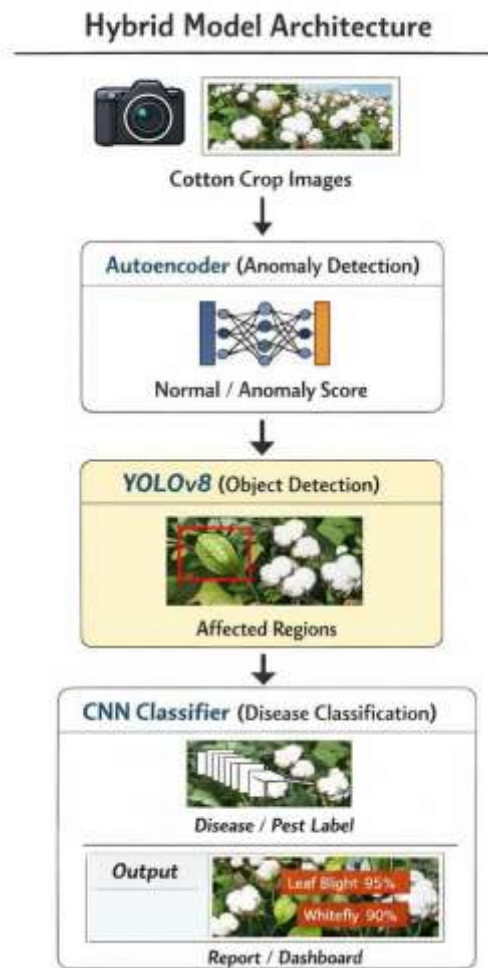 Hybrid Model Architecture
Cotton Crop Images
Autoencoder (Anomaly Detection)
Normal / Anomaly Score
YOLOv8 (Object Detection)
Affected Regions
CNN Classifier (Disease Classification)
Disease / Pest Label
Output
Leaf Blight 95%
Whitefly 90%
Report / Dashboard